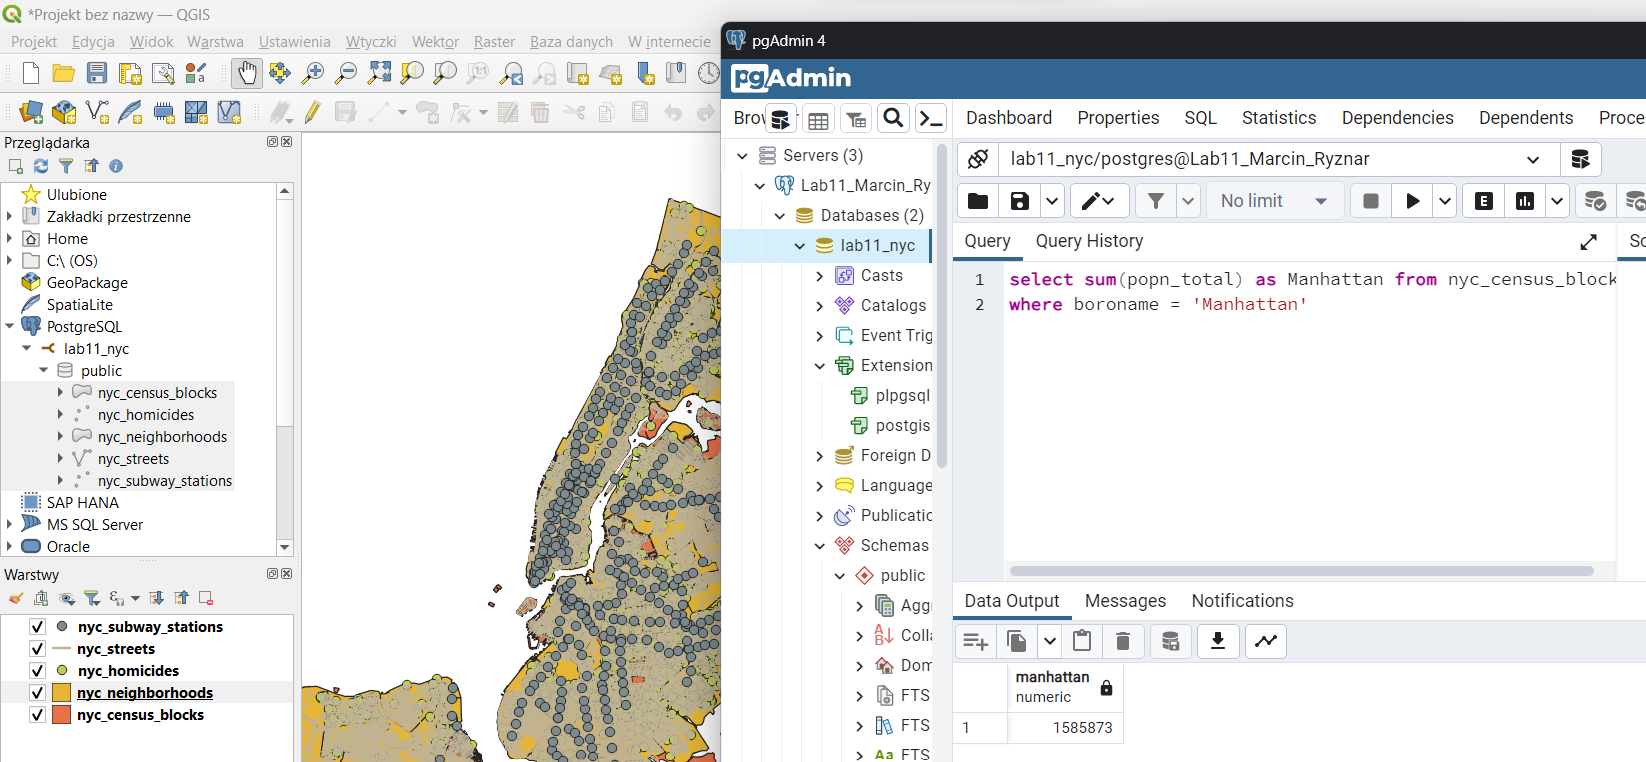 *Projekt bez nazwy — QGIS
Projekt Edycja Widok Warstwa Ustawienia Wtyczki Wektor Raster Baza danych W internecie
Przeglądarka
Ulubione
Zakładki przestrzenne
Home
C:\ (OS)
GeoPackage
SpatiaLite
PostgreSQL
lab11_nyc
public
nyc_census_blocks
nyc_homicides
nyc_neighborhoods
nyc_streets
nyc_subway_stations
SAP HANA
MS SQL Server
Oracle
Warstwy
nyc_subway_stations
nyc_streets
nyc_homicides
nyc_neighborhoods
nyc_census_blocks
pgAdmin 4
pgAdmin
Dashboard Properties SQL Statistics Dependencies Dependents Proce
Servers (3)
Lab11_Marcin_Ry
Databases (2)
lab11_nyc
Casts
Catalogs
Event Trig
Extension
plpgsql
postgis
Foreign D
Language
Publicatic
Schemas
public
Aggr
Colla
Dom
FTS
FTS
FTS
lab11_nyc/postgres@Lab11_Marcin_Ryznar
No limit
Query Query History
1 select sum(popn_total) as Manhattan from nyc_census_block
2 where boroname = 'Manhattan'
Data Output Messages Notifications
manhattan
numeric
1 1585873